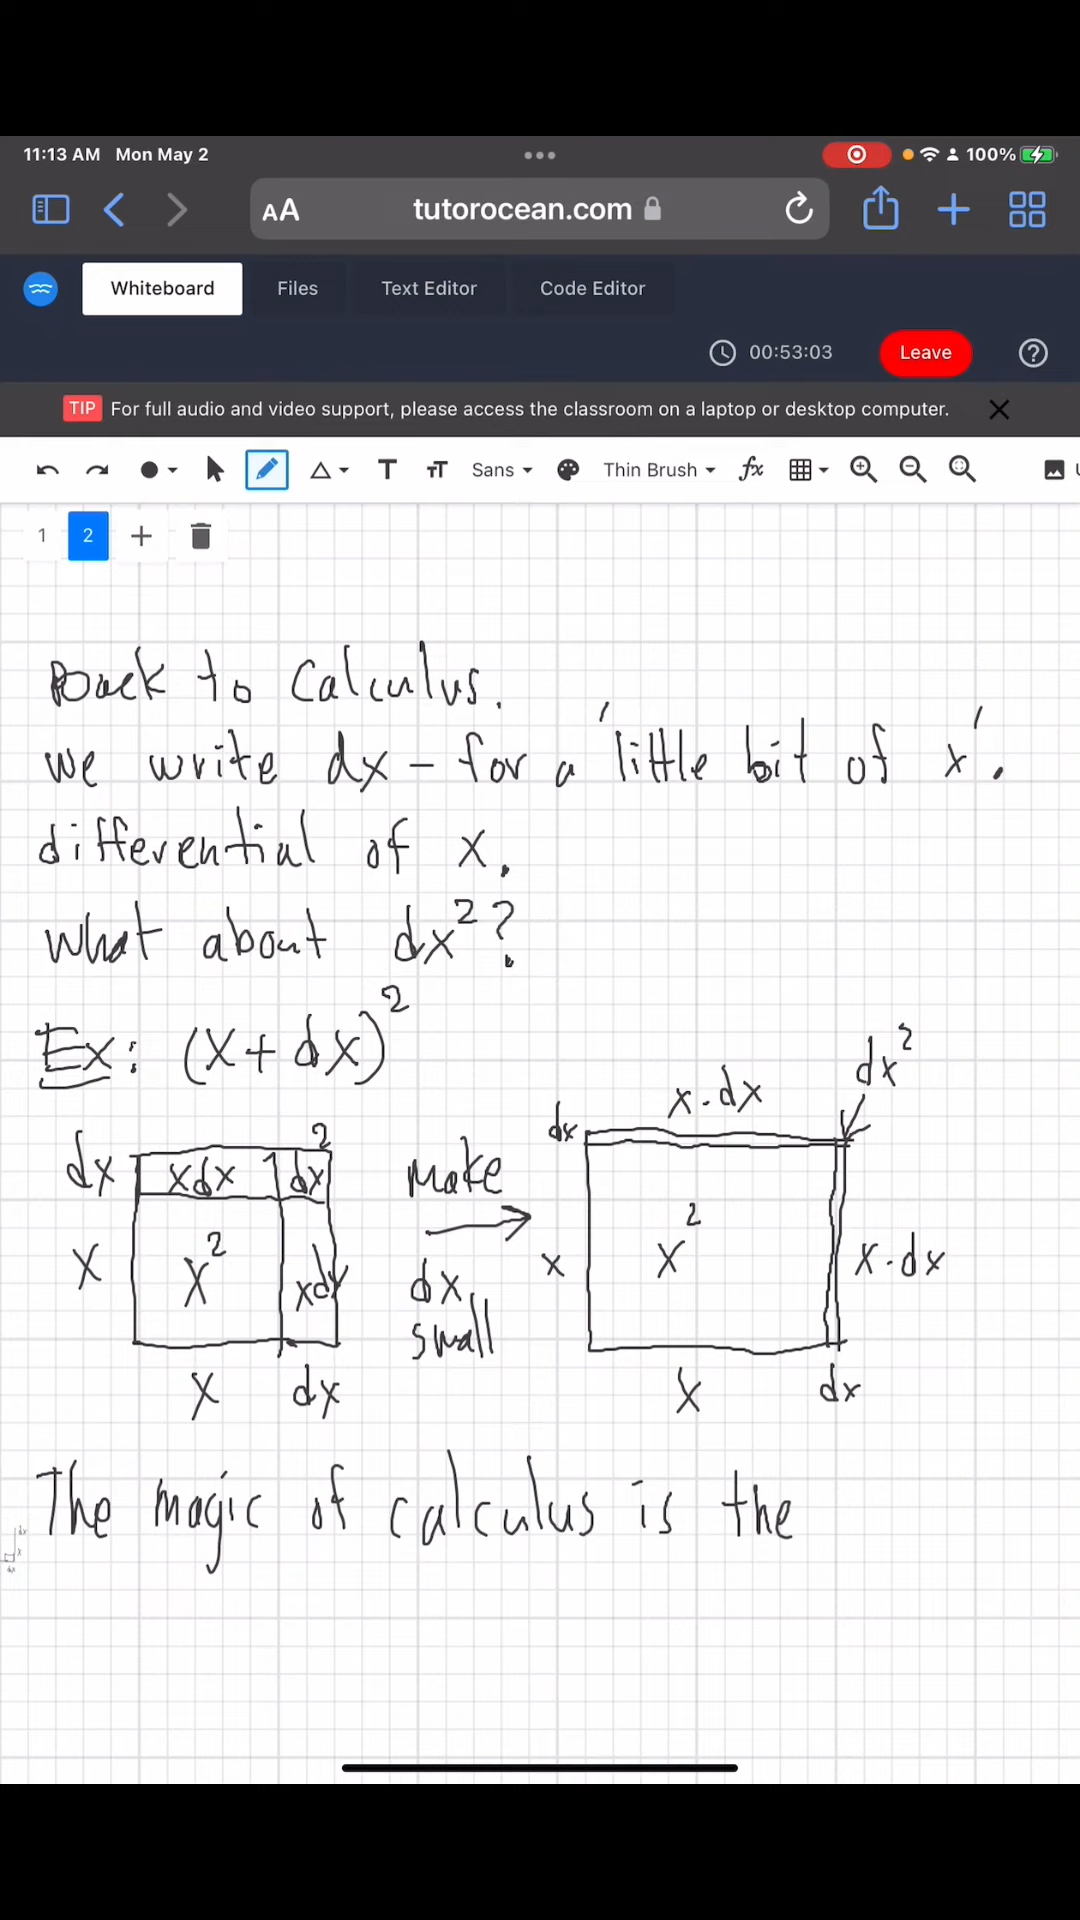 11:13 AM Mon May 2
100%
AA tutorocean.com
Whiteboard Files Text Editor Code Editor
00:53:03 Leave ?
TIP For full audio and video support, please access the classroom on a laptop or desktop computer.
T TT Sans Thin Brush fx
1 2 +
Back to Calculus.
we write dx - for a 'little bit of x'.
differential of x.
what about dx²?
Ex: (x + dx)²
dx xdx dx²
x x² xdx
x dx
make
dx
small
x·dx dx²
dx
x x² x·dx
x dx
The magic of calculus is the
dx
x
dx